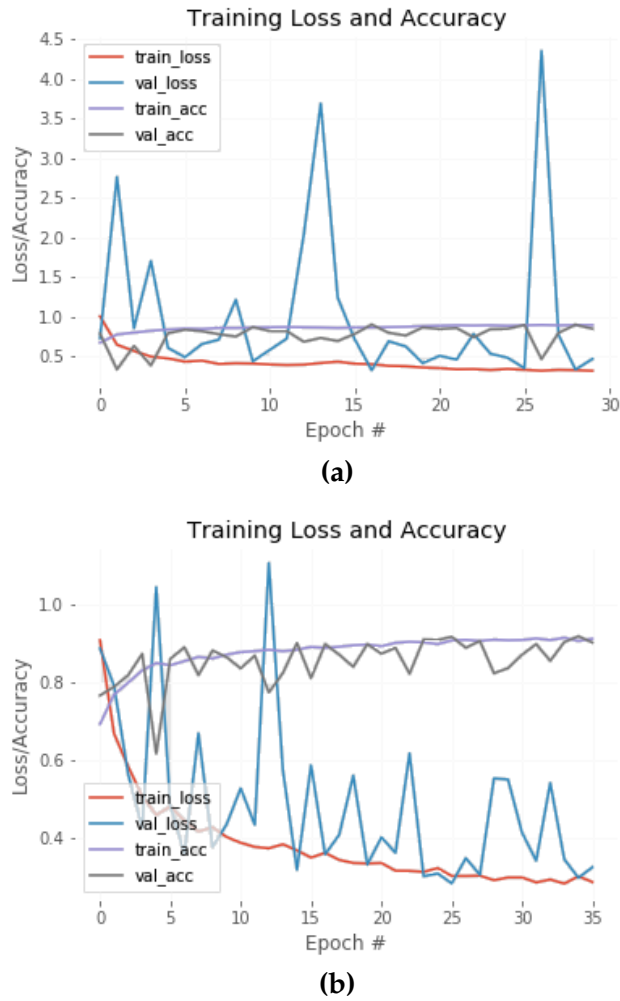 Training Loss and Accuracy
4.5
4.0
3.5
3.0
2.5
2.0
1.5
1.0
0.5
Loss/Accuracy
train_loss
val_loss
train_acc
val_acc
0 5 10 15 20 25 30
Epoch #
(a)
Training Loss and Accuracy
1.0
0.8
0.6
0.4
Loss/Accuracy
train_loss
val_loss
train_acc
val_acc
0 5 10 15 20 25 30 35
Epoch #
(b)